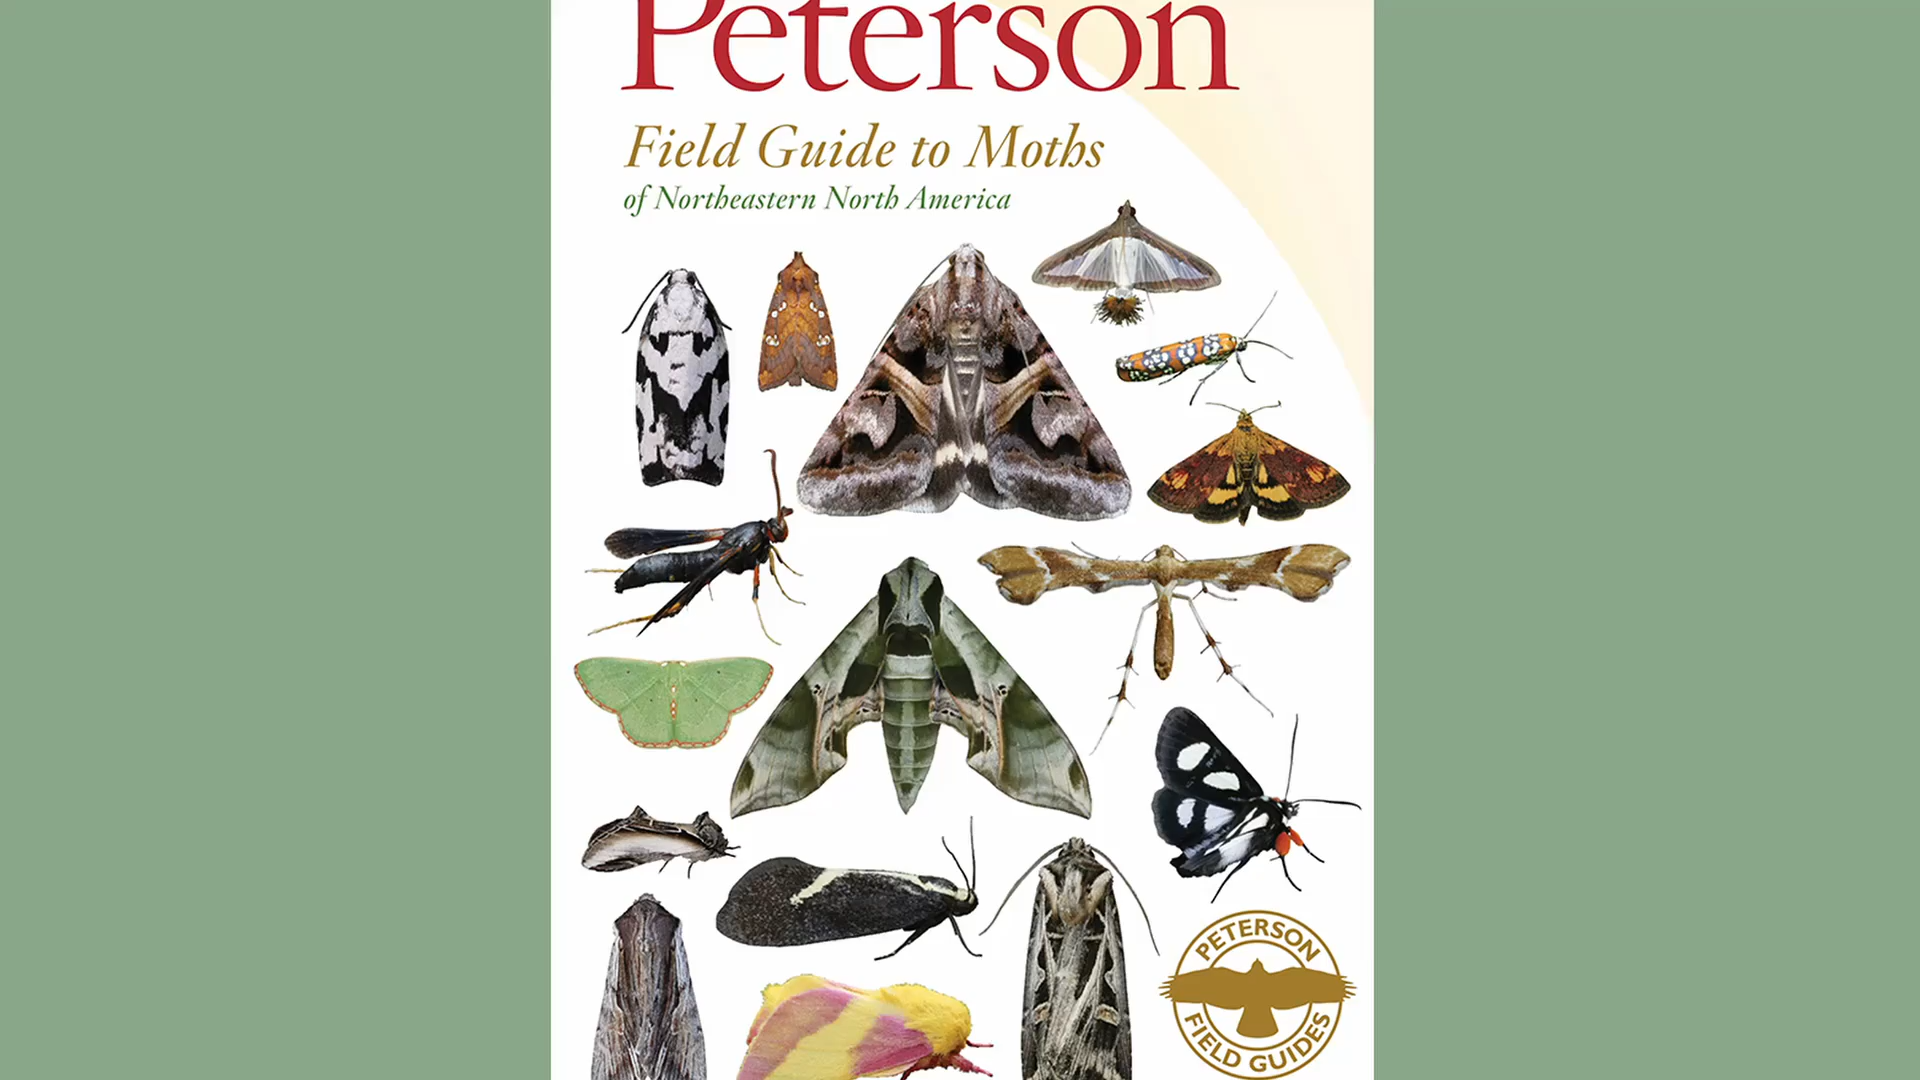 Peterson
Field Guide to Moths
of Northeastern North America
PETERSON
FIELD GUIDES